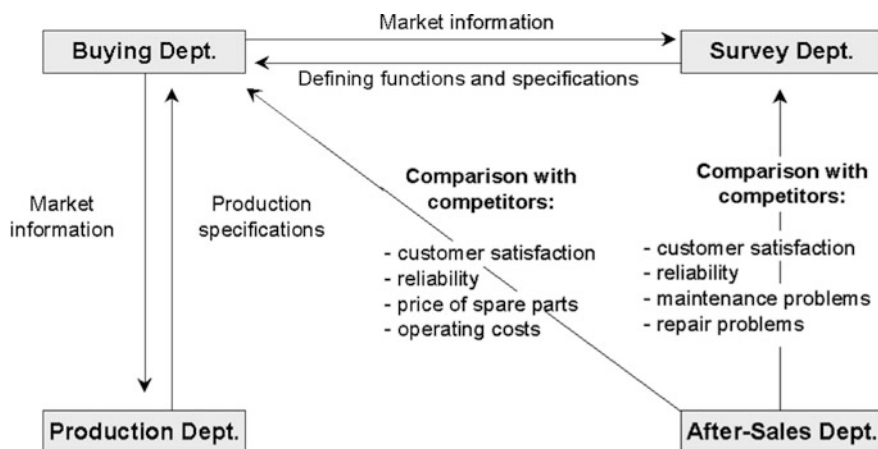 Market information
Buying Dept.
Survey Dept.
Defining functions and specifications
Market
information
Production
specifications
Comparison with
competitors:
- customer satisfaction
- reliability
- price of spare parts
- operating costs
Comparison with
competitors:
- customer satisfaction
- reliability
- maintenance problems
- repair problems
Production Dept.
After-Sales Dept.